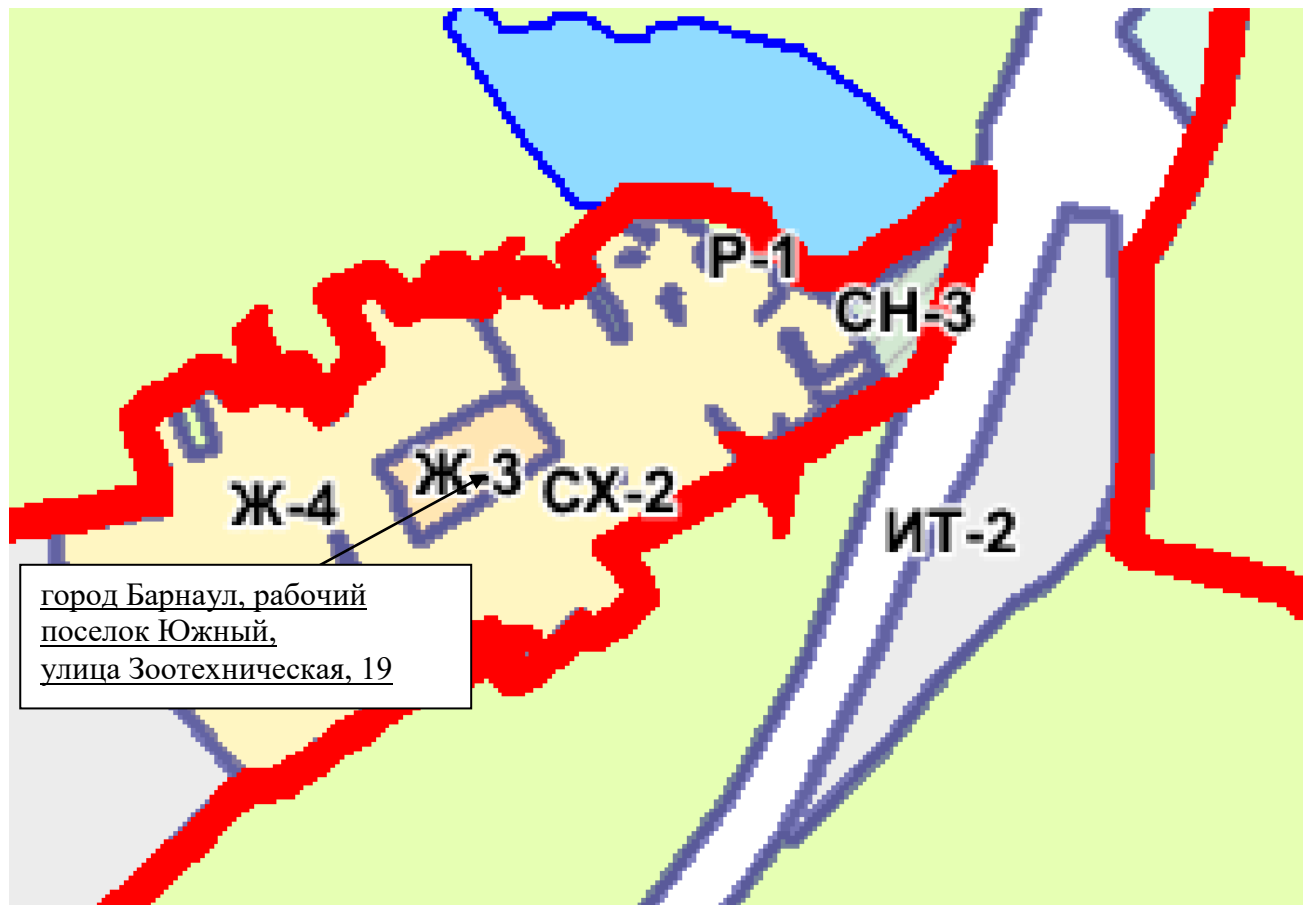 Р-1
СН-3
Ж-3
СХ-2
Ж-4
ИТ-2
город Барнаул, рабочий
поселок Южный,
улица Зоотехническая, 19